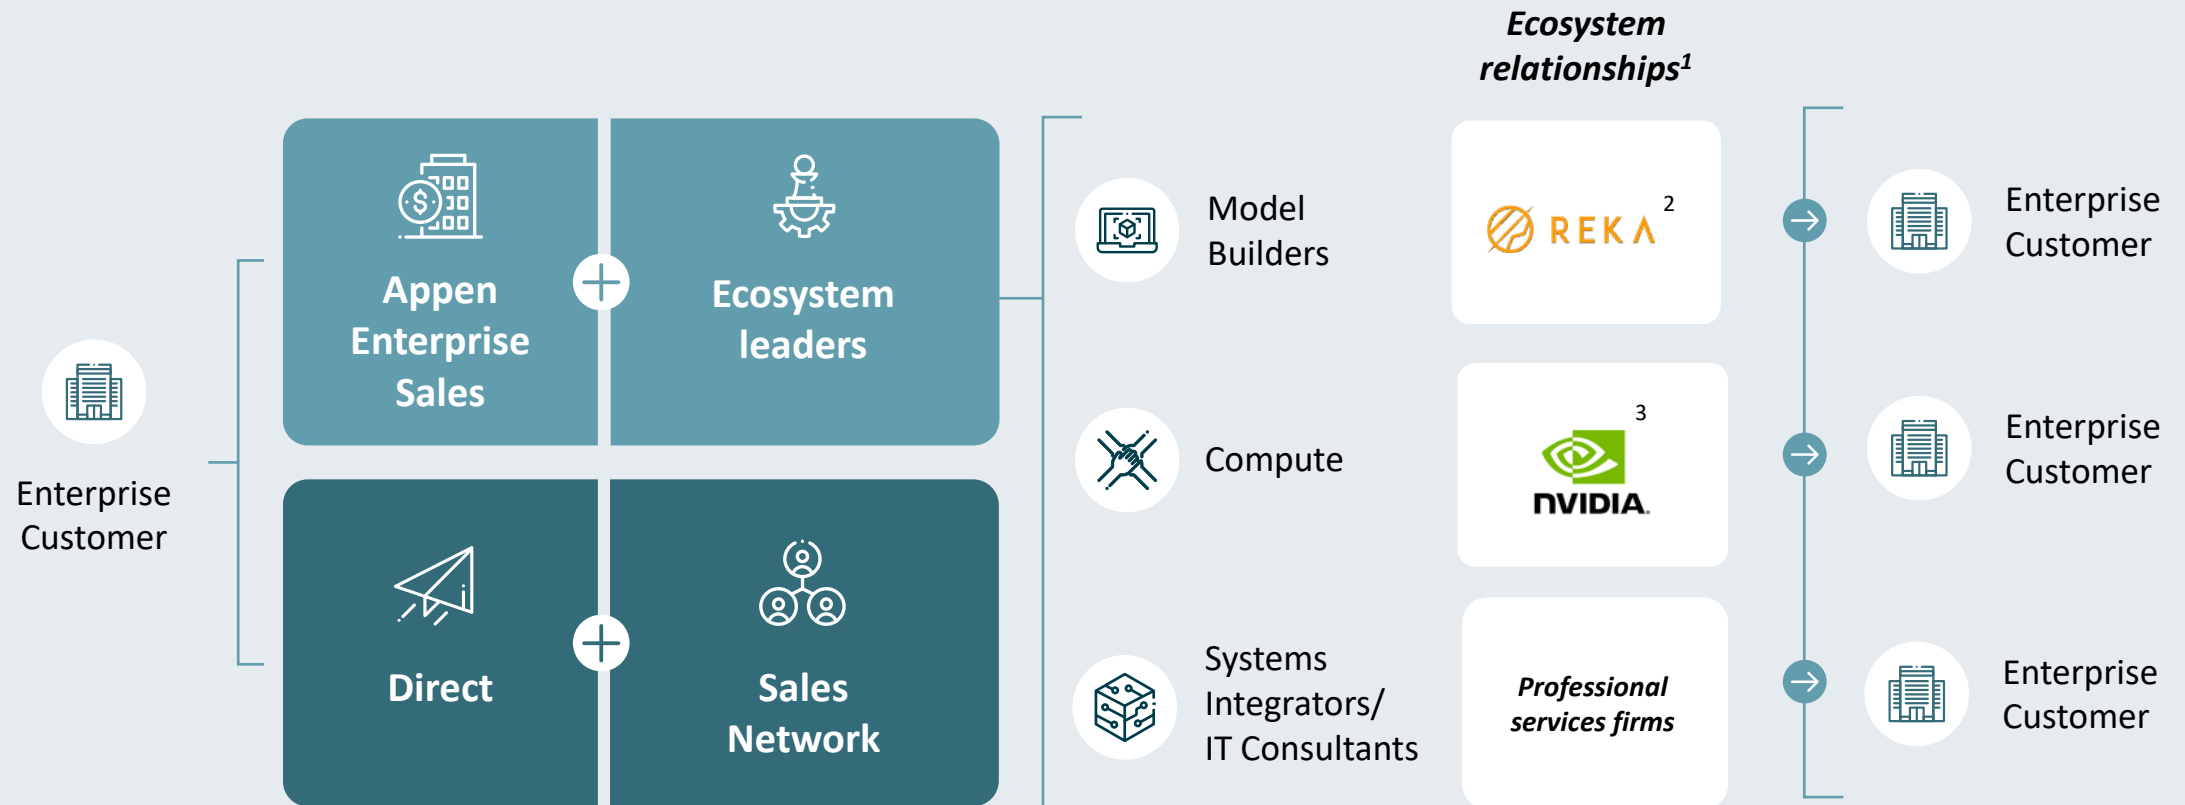 Ecosystem
relationships¹
Enterprise
Customer
Appen
Enterprise
Sales
Ecosystem
leaders
Direct
Sales
Network
Model
Builders
REKA ²
Enterprise
Customer
Compute
³
NVIDIA.
Enterprise
Customer
Systems
Integrators/
IT Consultants
Professional
services firms
Enterprise
Customer